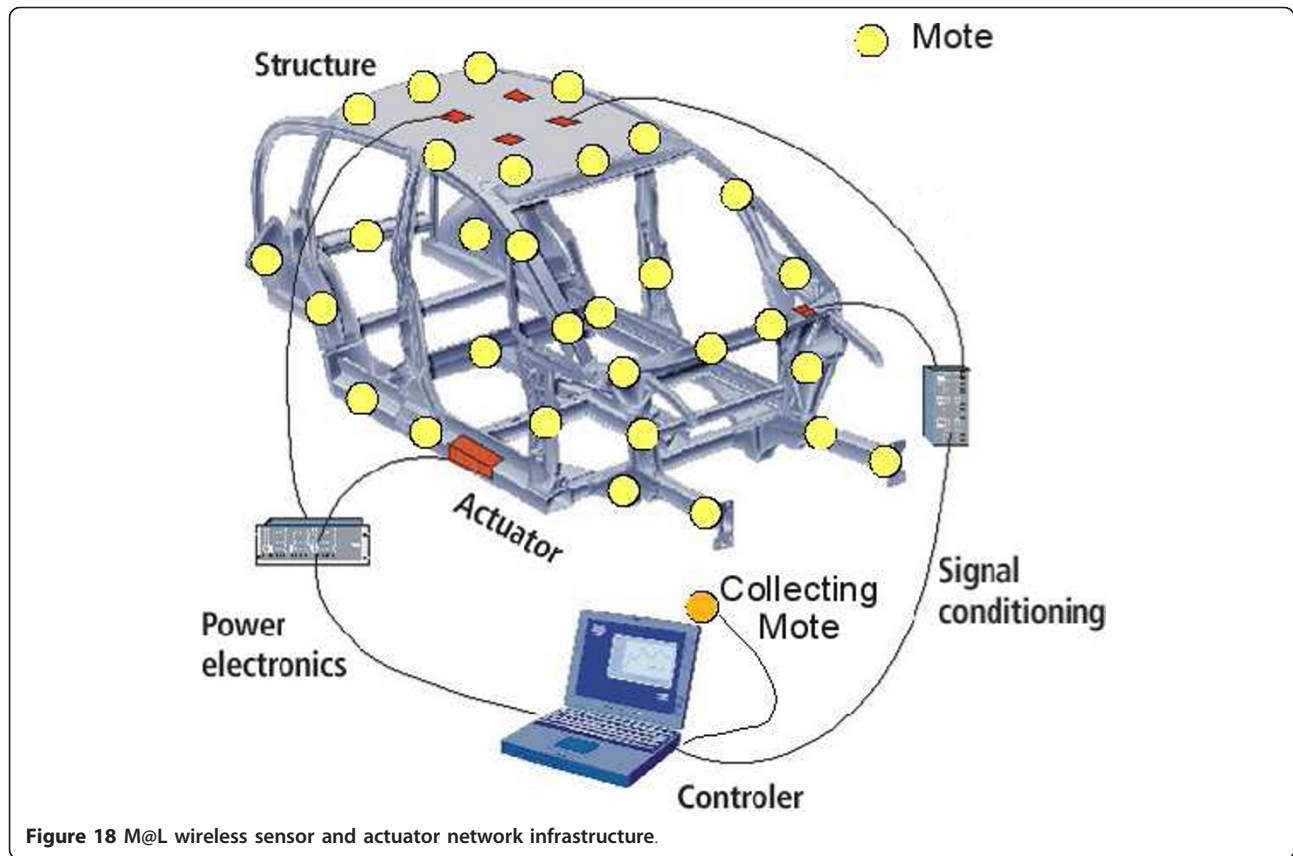 Mote
Structure
Actuator
Collecting
Mote
Signal
conditioning
Power
electronics
Controler
Figure 18 M@L wireless sensor and actuator network infrastructure.